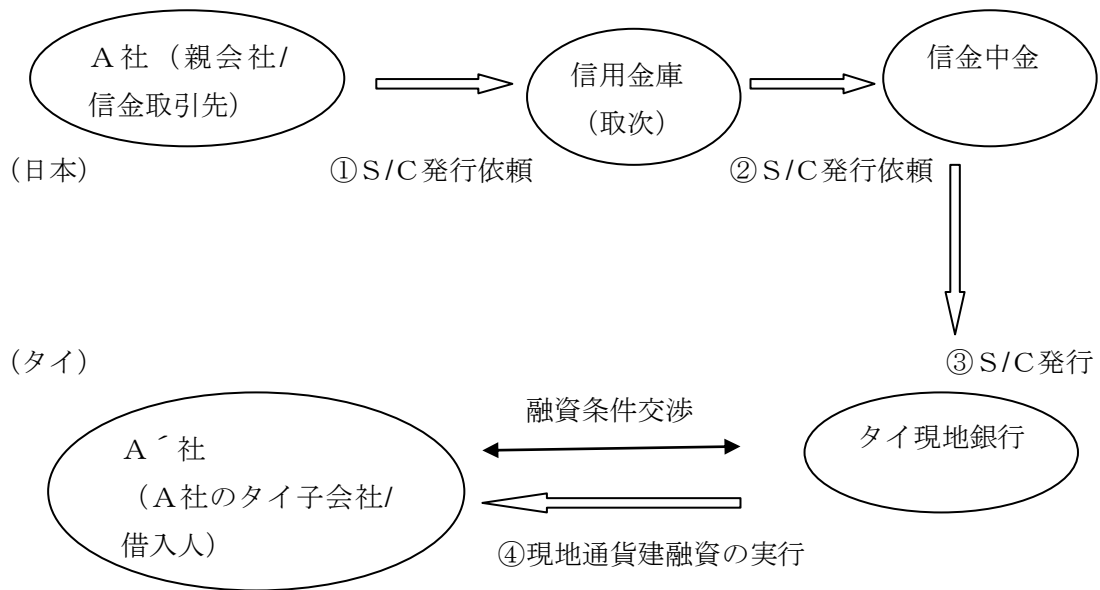 A社（親会社/
信金取引先）
信用金庫
（取次）
信金中金
（日本）
①S/C発行依頼
②S/C発行依頼
（タイ）
③S/C発行
融資条件交渉
タイ現地銀行
A´社
（A社のタイ子会社/
借入人）
④現地通貨建融資の実行